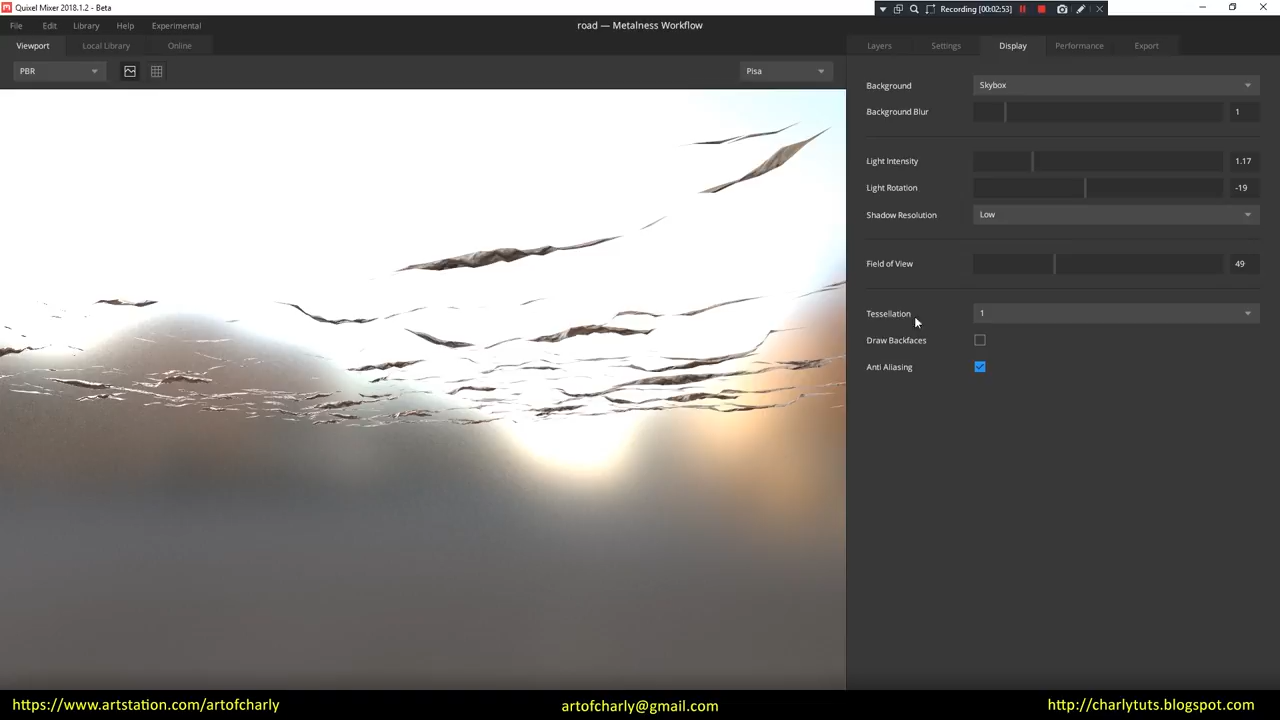 Quixel Mixer 2018.1.2 - Beta
Recording [00:02:53]
File Edit Library Help Experimental
road — Metalness Workflow
Viewport Local Library Online
Layers Settings Display Performance Export
PBR
Pisa
Background Skybox
Background Blur 1
Light Intensity 1.17
Light Rotation -19
Shadow Resolution Low
Field of View 49
Tessellation 1
Draw Backfaces
Anti Aliasing
https://www.artstation.com/artofcharly artofcharly@gmail.com http://charlytuts.blogspot.com